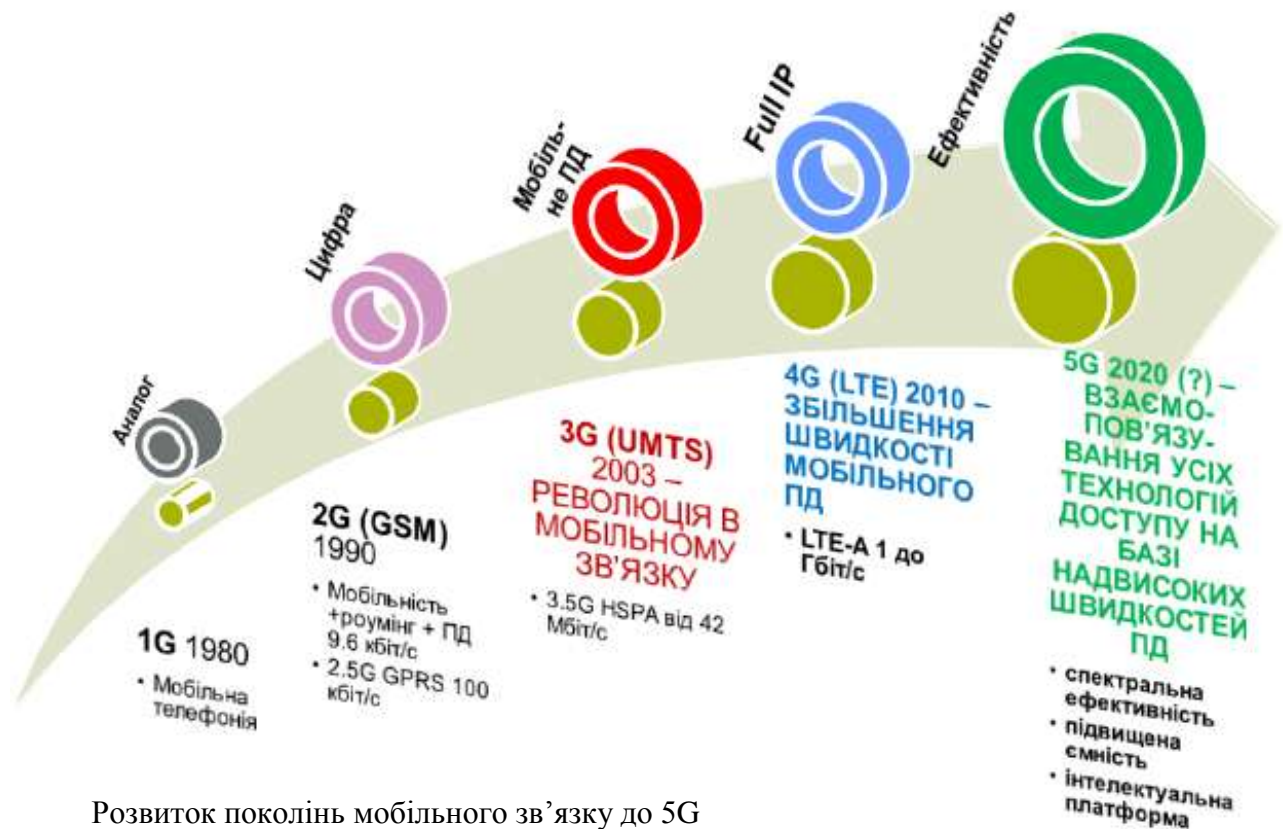 Аналог
1G 1980
• Мобільна
телефонія
Цифра
2G (GSM)
1990
• Мобільність
+роумінг + ПД
9.6 кбіт/с
• 2.5G GPRS 100
кбіт/с
Мобіль-
не ПД
3G (UMTS)
2003 –
РЕВОЛЮЦІЯ В
МОБІЛЬНОМУ
ЗВ'ЯЗКУ
• 3.5G HSPA від 42
Мбіт/с
Full IP
4G (LTE) 2010 –
ЗБІЛЬШЕННЯ
ШВИДКОСТІ
МОБІЛЬНОГО
ПД
• LTE-A 1 до
Гбіт/с
Ефективність
5G 2020 (?) –
ВЗАЄМО-
ПОВ'ЯЗУ-
ВАННЯ УСІХ
ТЕХНОЛОГІЙ
ДОСТУПУ НА
БАЗІ
НАДВИСОКИХ
ШВИДКОСТЕЙ
ПД
• спектральна
ефективність
• підвищена
ємність
• інтелектуальна
платформа
Розвиток поколінь мобільного зв’язку до 5G